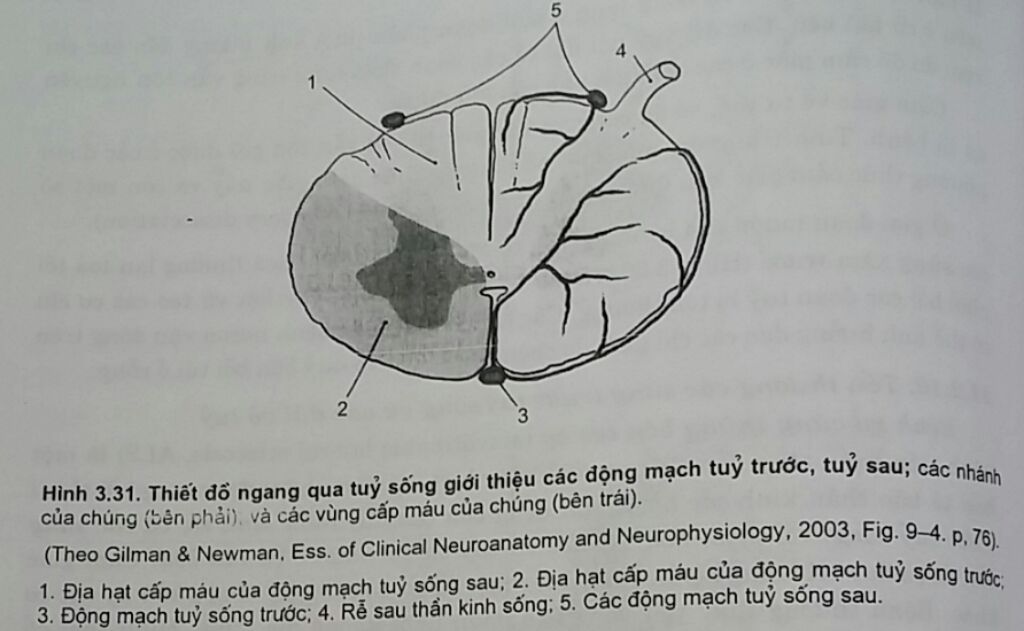 5
4
1
2
3
Hình 3.31. Thiết đồ ngang qua tuỷ sống giới thiệu các động mạch tuỷ trước, tuỷ sau; các nhánh
của chúng (bên phải), và các vùng cấp máu của chúng (bên trái).
(Theo Gilman & Newman, Ess. of Clinical Neuroanatomy and Neurophysiology, 2003, Fig. 9–4. p, 76).
1. Địa hạt cấp máu của động mạch tuỷ sống sau; 2. Địa hạt cấp máu của động mạch tuỷ sống trước;
3. Động mạch tuỷ sống trước; 4. Rễ sau thần kinh sống; 5. Các động mạch tuỷ sống sau.